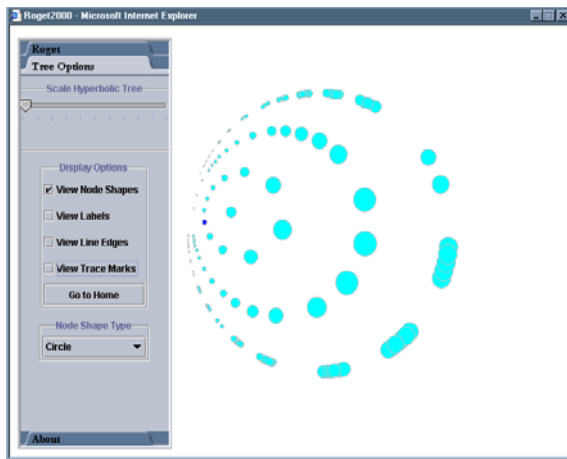 Roget2000 - Microsoft Internet Explorer
Roget
Tree Options
Scale Hyperbolic Tree
Display Options
View Node Shapes
View Labels
View Line Edges
View Trace Marks
Go to Home
Node Shape Type
Circle
About